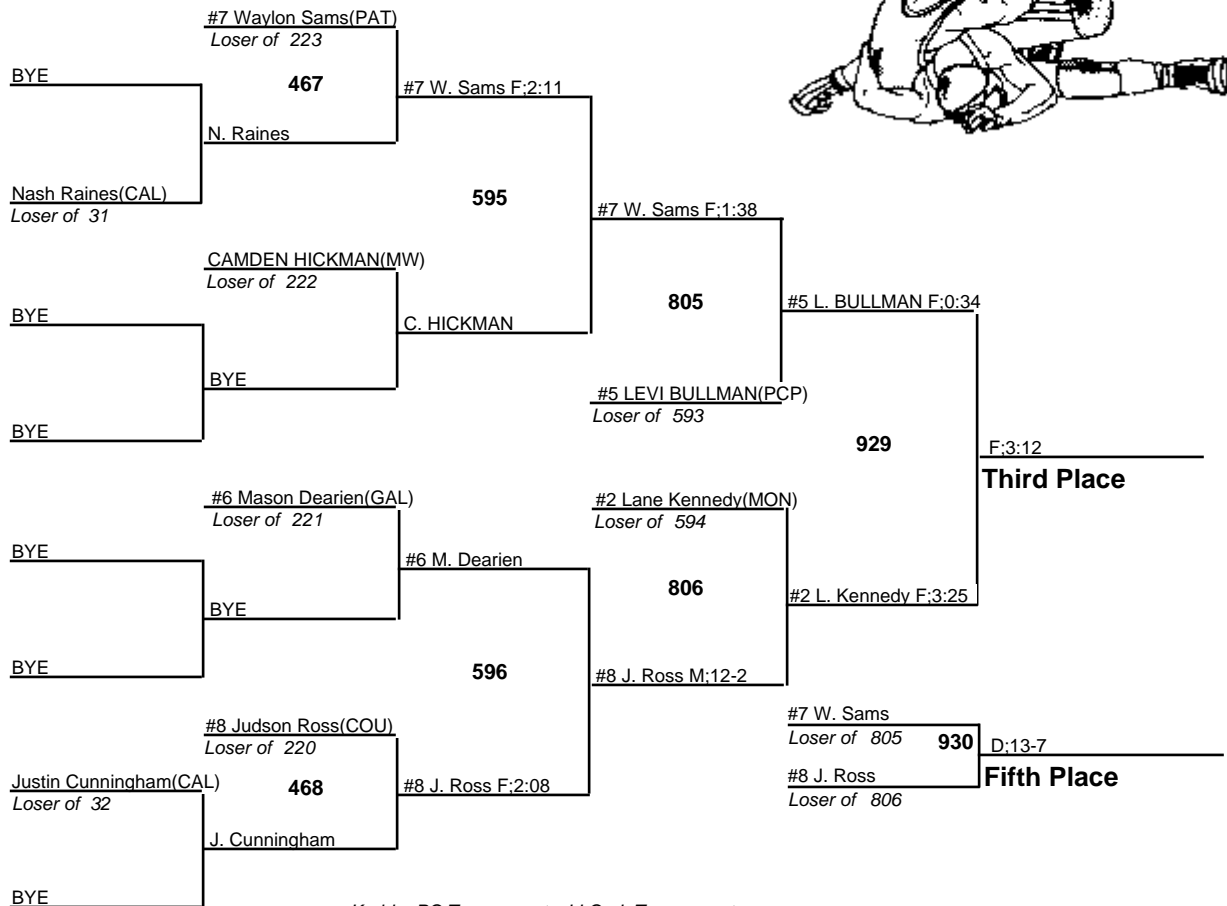 #7 Waylon Sams(PAT)
Loser of 223
BYE
467
#7 W. Sams F;2:11
N. Raines
Nash Raines(CAL)
Loser of 31
595
#7 W. Sams F;1:38
CAMDEN HICKMAN(MW)
Loser of 222
BYE
C. HICKMAN
805
#5 L. BULLMAN F;0:34
BYE
#5 LEVI BULLMAN(PCP)
Loser of 593
BYE
929
F;3:12
Third Place
#6 Mason Dearien(GAL)
Loser of 221
#2 Lane Kennedy(MON)
Loser of 594
BYE
#6 M. Dearien
806
#2 L. Kennedy F;3:25
BYE
BYE
596
#8 J. Ross M;12-2
#8 Judson Ross(COU)
Loser of 220
#7 W. Sams
Loser of 805
930
D;13-7
Fifth Place
#8 J. Ross
Loser of 806
Justin Cunningham(CAL)
Loser of 32
468
#8 J. Ross F;2:08
J. Cunningham
BYE